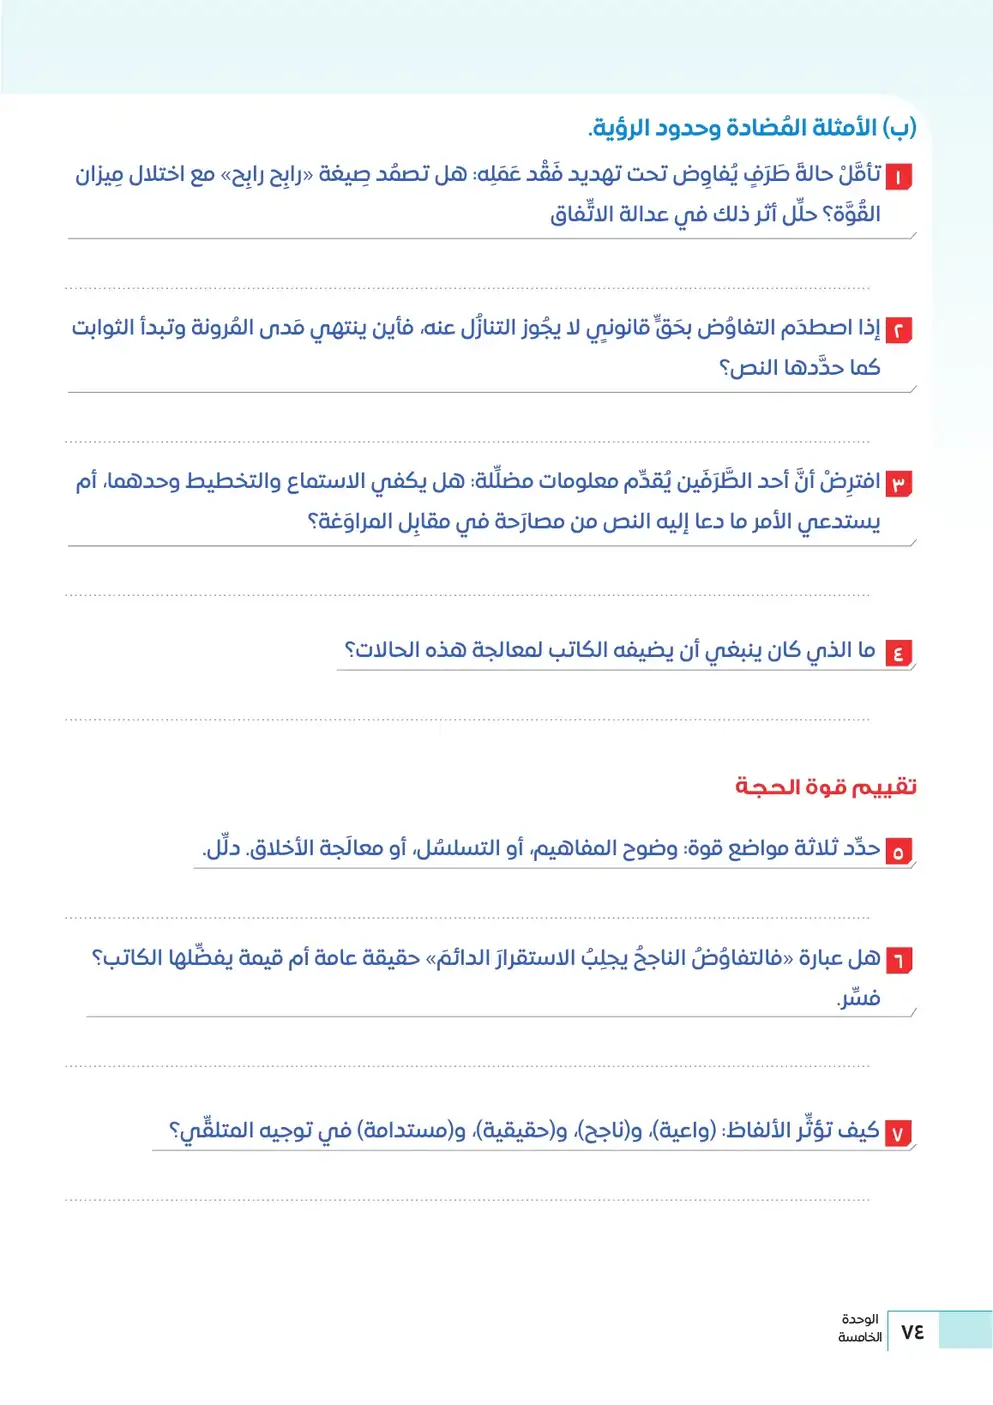 (ب) الأمثلة المُضادة وحدود الرؤية.
١ تأمَّلْ حالةَ طَرَفٍ يُفاوِض تحت تهديد فَقْد عَمَلِه: هل تصمُد صِيغة «رابِح رابِح» مع اختلال مِيزان
القُوَّة؟ حلِّل أثر ذلك في عدالة الاتِّفاق
٢ إذا اصطدَم التفاوُض بحَقٍّ قانونيٍ لا يجُوز التنازُل عنه، فأين ينتهي مَدى المُرونة وتبدأ الثوابت
كما حدَّدها النص؟
٣ افترِضْ أنَّ أحد الطَّرَفَين يُقدِّم معلومات مضلِّلة: هل يكفي الاستماع والتخطيط وحدهما، أم
يستدعي الأمر ما دعا إليه النص من مصارَحة في مقابِل المراوَغة؟
٤ ما الذي كان ينبغي أن يضيفه الكاتب لمعالجة هذه الحالات؟
تقييم قوة الحجة
٥ حدِّد ثلاثة مواضع قوة: وضوح المفاهيم، أو التسلسُل، أو معالَجة الأخلاق. دلِّل.
٦ هل عبارة «فالتفاوُضُ الناجحُ يجلِبُ الاستقرارَ الدائمَ» حقيقة عامة أم قيمة يفضِّلها الكاتب؟
فسِّر.
٧ كيف تؤثِّر الألفاظ: (واعية)، و(ناجح)، و(حقيقية)، و(مستدامة) في توجيه المتلقِّي؟
الوحدة
الخامسة
٧٤